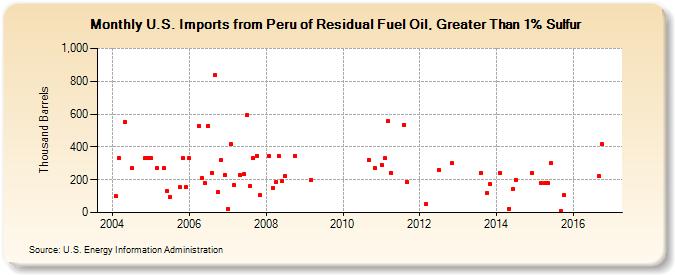 Monthly U.S. Imports from Peru of Residual Fuel Oil, Greater Than 1% Sulfur
Thousand Barrels
1,000
800
600
400
200
0
2004 2006 2008 2010 2012 2014 2016
Source: U.S. Energy Information Administration